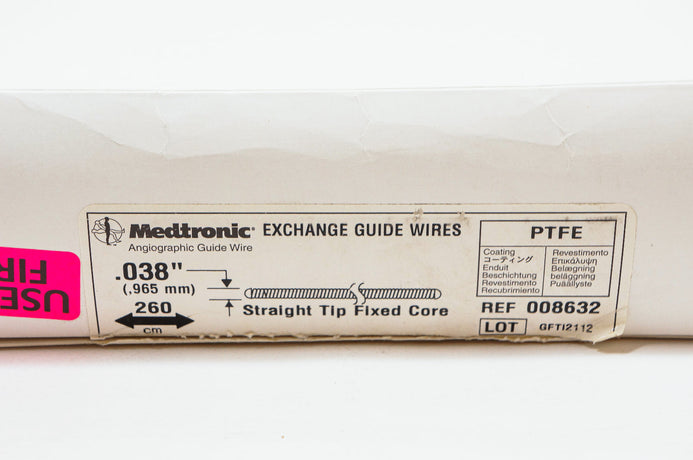 Medtronic® EXCHANGE GUIDE WIRES
Angiographic Guide Wire
.038"
(,965 mm)
260
cm
Straight Tip Fixed Core
PTFE
Coating
コーティング
Enduit
Beschichtung
Revestimento
Recubrimiento
Revestimento
Επικάλυψη
Belægning
beläggning
Puäällyste
REF 008632
LOT GFTI2112
USE
FIR